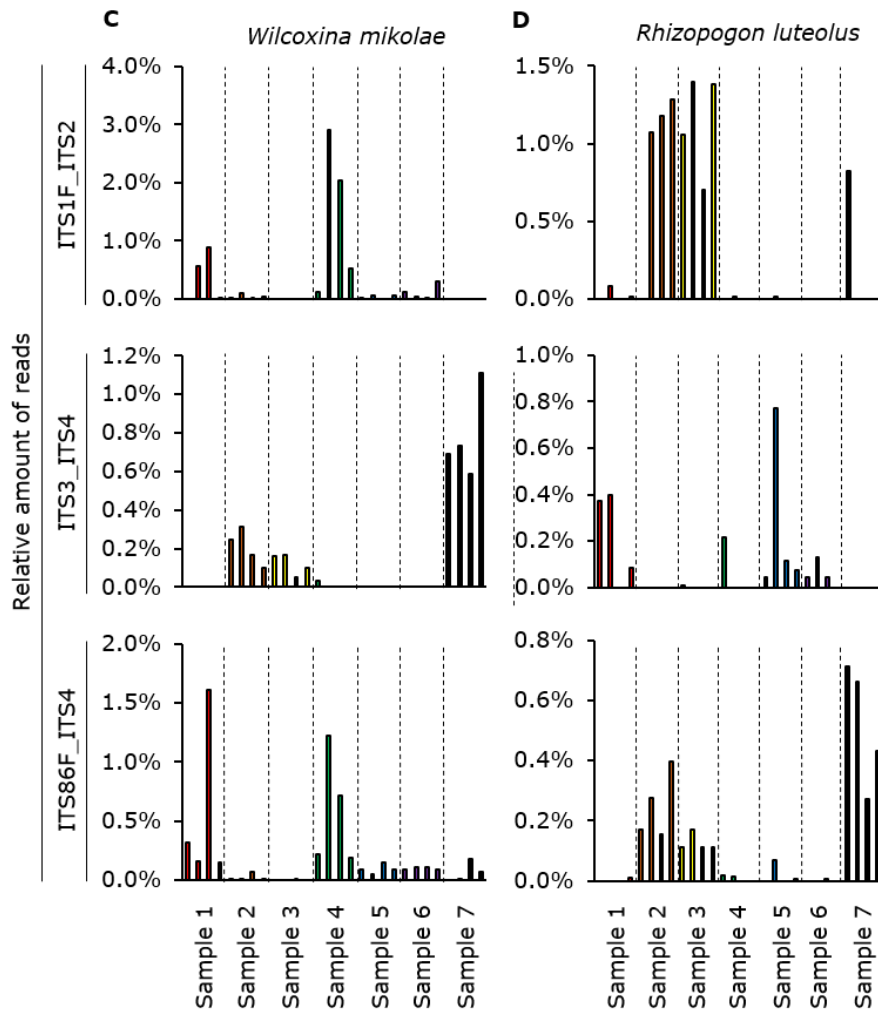 C
Wilcoxina mikolae
D
Rhizopogon luteolus
Relative amount of reads
ITS1F_ITS2
4.0%
3.0%
2.0%
1.0%
0.0%
1.5%
1.0%
0.5%
0.0%
ITS3_ITS4
1.2%
1.0%
0.8%
0.6%
0.4%
0.2%
0.0%
1.0%
0.8%
0.6%
0.4%
0.2%
0.0%
ITS86F_ITS4
2.0%
1.5%
1.0%
0.5%
0.0%
0.8%
0.6%
0.4%
0.2%
0.0%
Sample 1
Sample 2
Sample 3
Sample 4
Sample 5
Sample 6
Sample 7
Sample 1
Sample 2
Sample 3
Sample 4
Sample 5
Sample 6
Sample 7